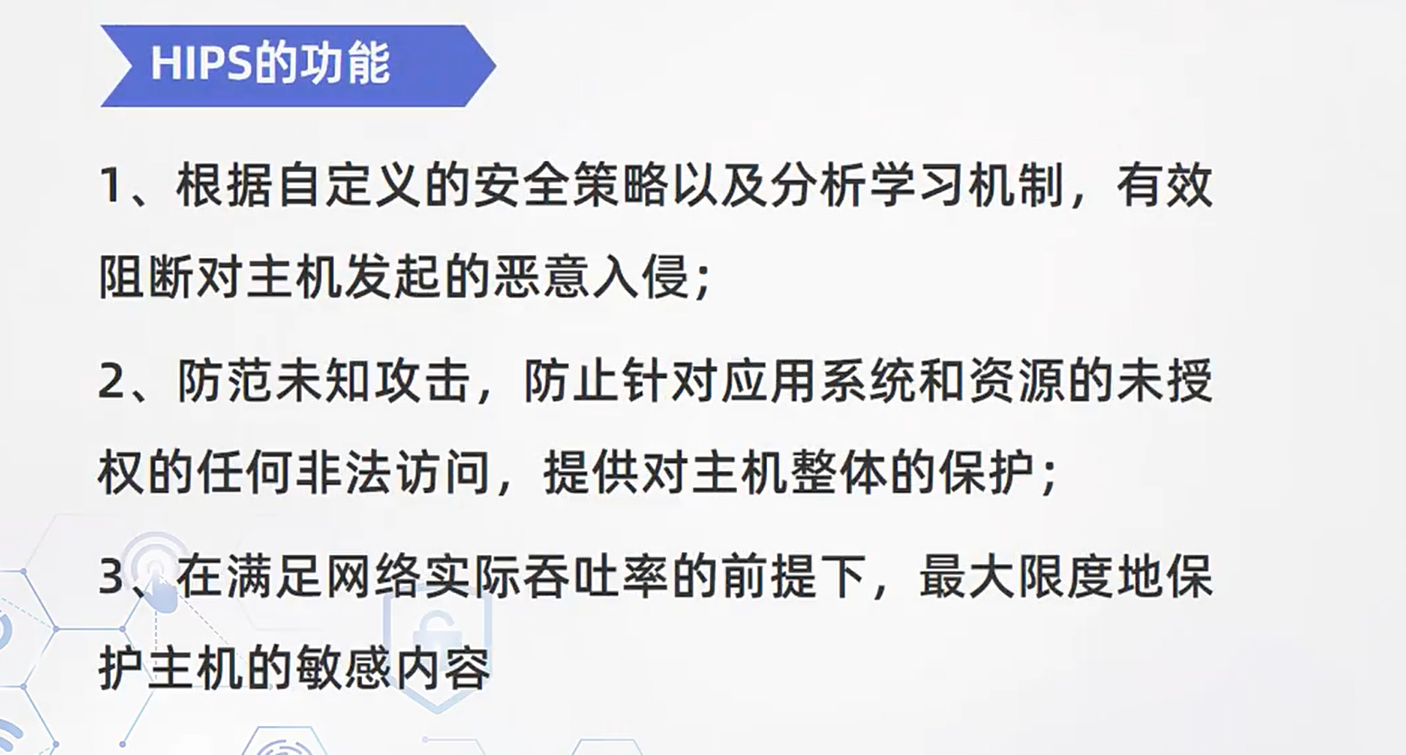 HIPS的功能
1、根据自定义的安全策略以及分析学习机制，有效
阻断对主机发起的恶意入侵；
2、防范未知攻击，防止针对应用系统和资源的未授
权的任何非法访问，提供对主机整体的保护；
3、在满足网络实际吞吐率的前提下，最大限度地保
护主机的敏感内容